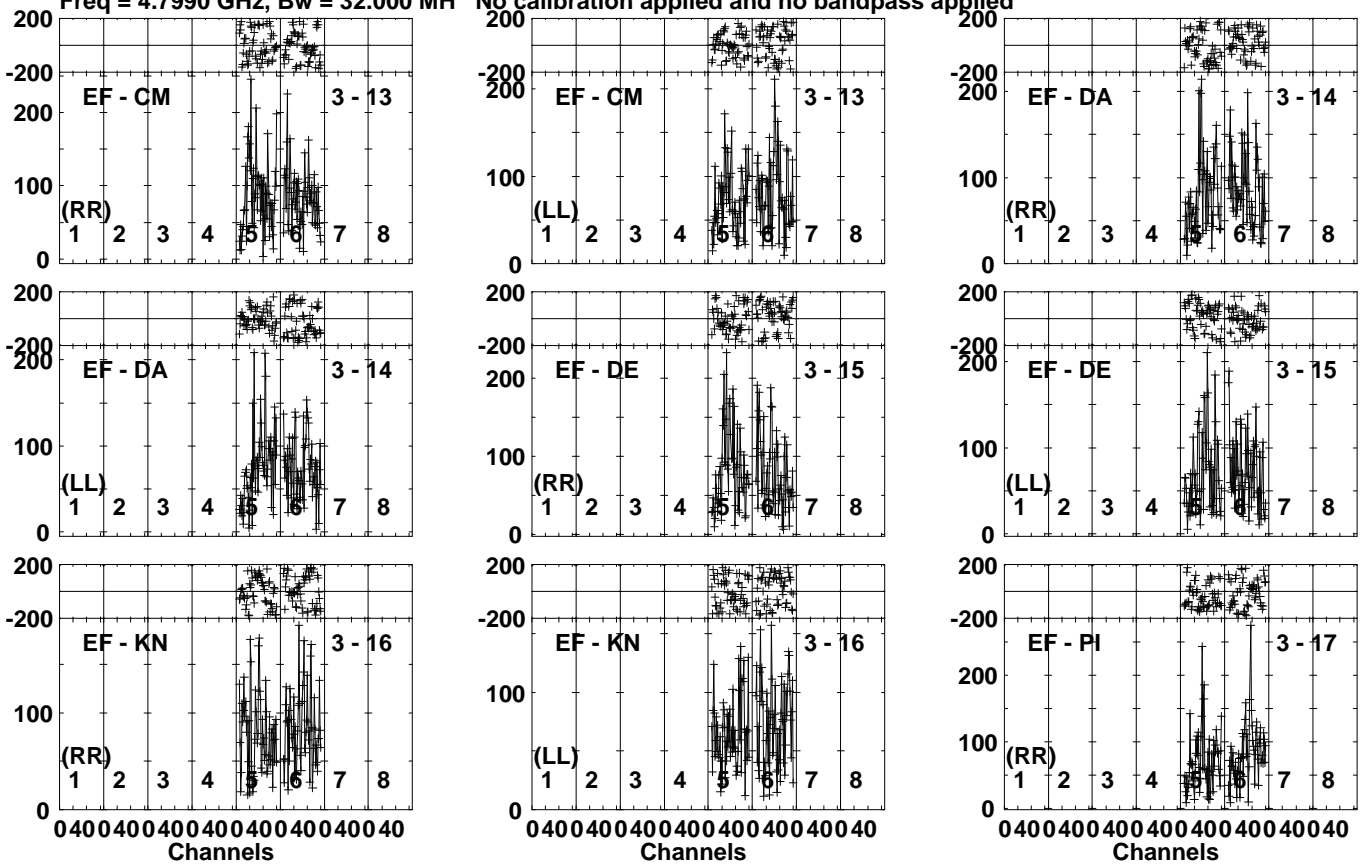 Freq = 4.7990 GHz, Bw = 32.000 MH No calibration applied and no bandpass applied
200 200 200
-200 -200 -200
EF - CM 3 - 13 EF - CM 3 - 13 EF - DA 3 - 14
200 200 200
100 100 100
(RR) (LL) (RR)
1 2 3 4 5 6 7 8 1 2 3 4 5 6 7 8 1 2 3 4 5 6 7 8
0 0 0
200 200 200
-200 -200 -200
EF - DA 3 - 14 EF - DE 3 - 15 EF - DE 3 - 15
200 200 200
100 100 100
(LL) (RR) (LL)
1 2 3 4 5 6 7 8 1 2 3 4 5 6 7 8 1 2 3 4 5 6 7 8
0 0 0
200 200 200
-200 -200 -200
EF - KN 3 - 16 EF - KN 3 - 16 EF - PI 3 - 17
200
100 100 100
(RR) (LL) (RR)
1 2 3 4 5 6 7 8 1 2 3 4 5 6 7 8 1 2 3 4 5 6 7 8
0 0 0
0 40 0 40 0 40 0 40 0 40 0 40 0 40 0 40 0 40 0 40 0 40 0 40 0 40 0 40 0 40 0 40 0 40 0 40 0 40 0 40 0 40 0 40 0 40 0 40
Channels Channels Channels